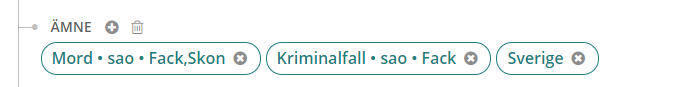 ÄMNE
Mord • sao • Fack,Skon Kriminalfall • sao • Fack Sverige